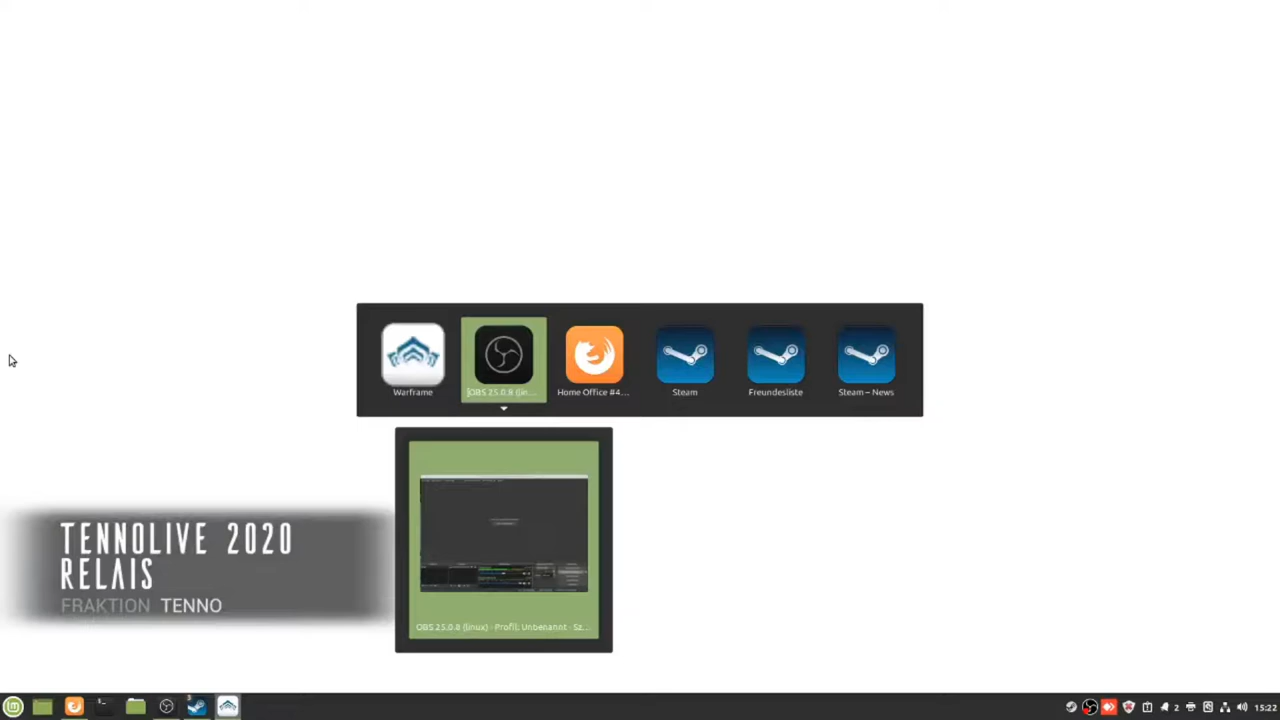 Warframe
OBS 25.0.8 (lin...
Home Office #4...
Steam
Freundesliste
Steam – News
TENNOLIVE 2020
RELAIS
FRAKTION TENNO
OBS 25.0.8 (linux) - Profil: Unbenannt - Sz...
2
15:22